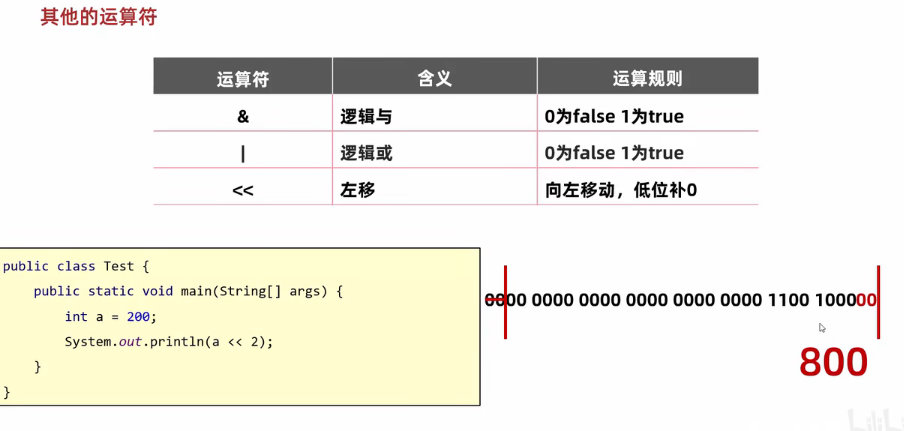 其他的运算符
运算符 含义 运算规则
& 逻辑与 0为false 1为true
| 逻辑或 0为false 1为true
<< 左移 向左移动，低位补0
public class Test {
public static void main(String[] args) {
int a = 200;
System.out.println(a << 2);
}
}
0000 0000 0000 0000 0000 0000 1100 100000
800